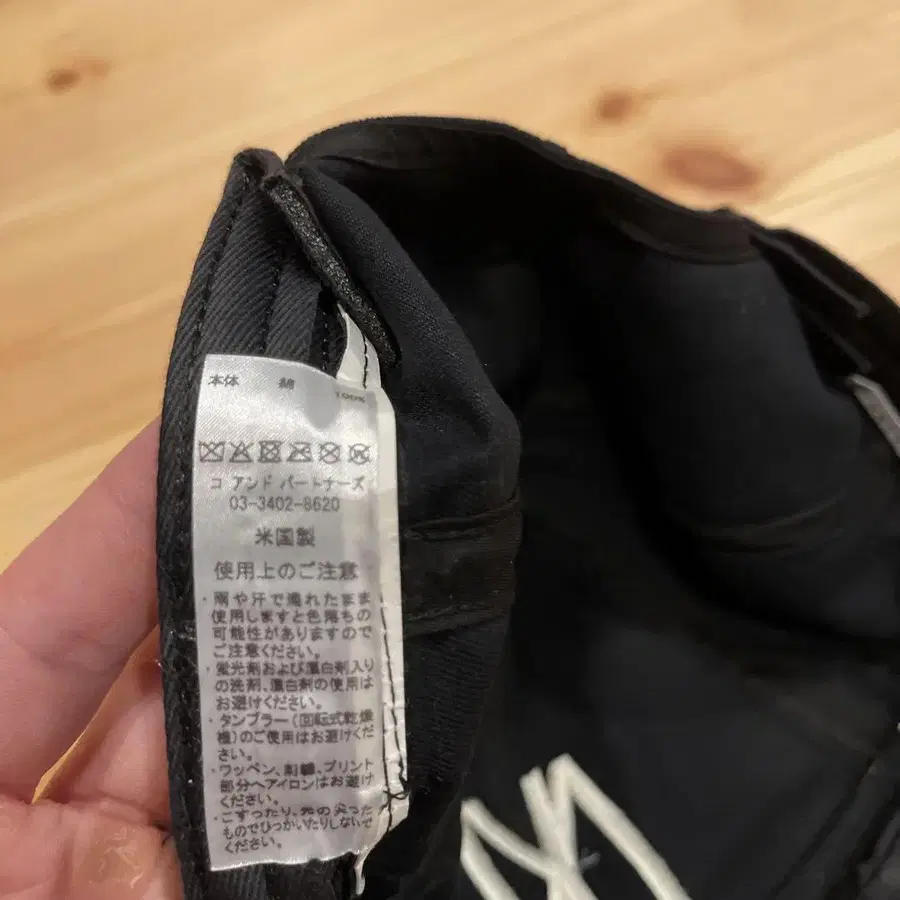 本体 綿 100%
コ アンド パートナーズ
03-3402-8620
米国製
使用上のご注意
・雨や汗で濡れたまま
使用しますと色落ちの
可能性がありますので
ご注意ください。
・蛍光剤および漂白剤入り
の洗剤、漂白剤の使用は
お避けください。
・タンブラー(回転式乾燥
機)のご使用はお避けくだ
さい。
・ワッペン、刺繍、プリント
部分へアイロンはお避け
ください。
・こすったり、先の尖った
ものでひっかいたりしないで
ください。